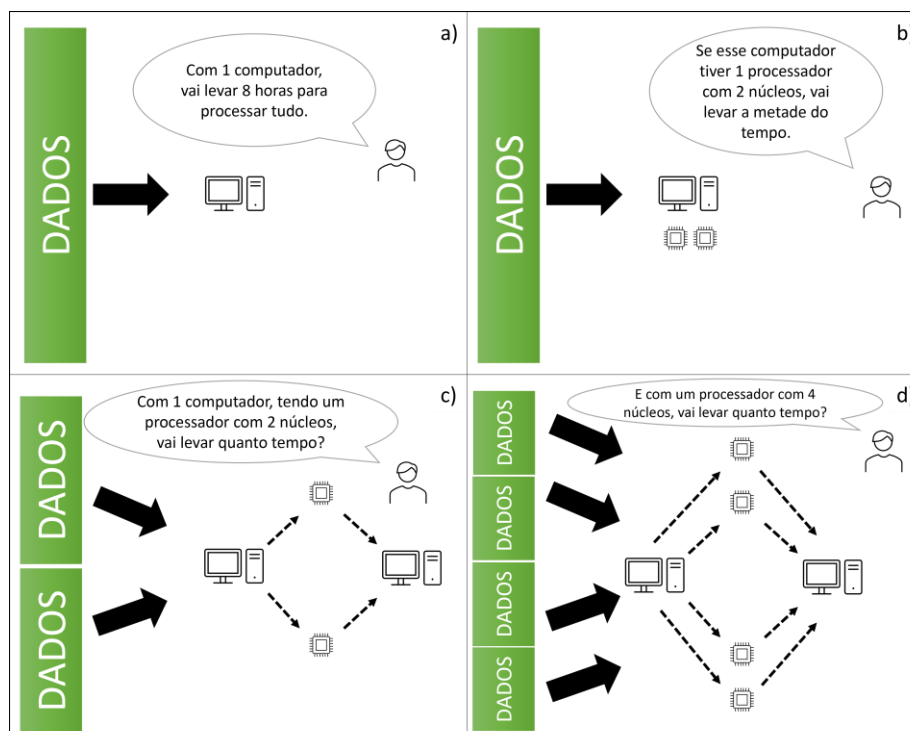 a)
DADOS
Com 1 computador,
vai levar 8 horas para
processar tudo.
b)
DADOS
Se esse computador
tiver 1 processador
com 2 núcleos, vai
levar a metade do
tempo.
c)
DADOS
DADOS
Com 1 computador, tendo um
processador com 2 núcleos,
vai levar quanto tempo?
d)
DADOS
DADOS
DADOS
DADOS
E com um processador com 4
núcleos, vai levar quanto tempo?